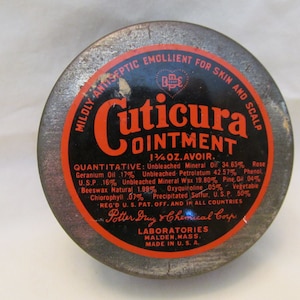 MILDLY ANTISEPTIC EMOLLIENT FOR SKIN AND SCALP
Cuticura
OINTMENT
1¾ OZ. AVOIR.
QUANTITATIVE: Unbleached Mineral Oil 34.65%, Rose
Geranium Oil .17%, Unbleached Petrolatum 42.57%, Phenol,
U.S.P. .16%, Unbleached Mineral Wax 19.80%, Pine
Beeswax Natural 1.98%, Oxyquinoline .05%, Vegetable
Chlorophyll .07%, Precipitated Sulfur, U.S.P. .50%
REG'D U.S. PAT. OFF. AND IN ALL COUNTRIES
Potter Drug & Chemical Corp.
LABORATORIES
MALDEN, MASS.
MADE IN U.S.A.